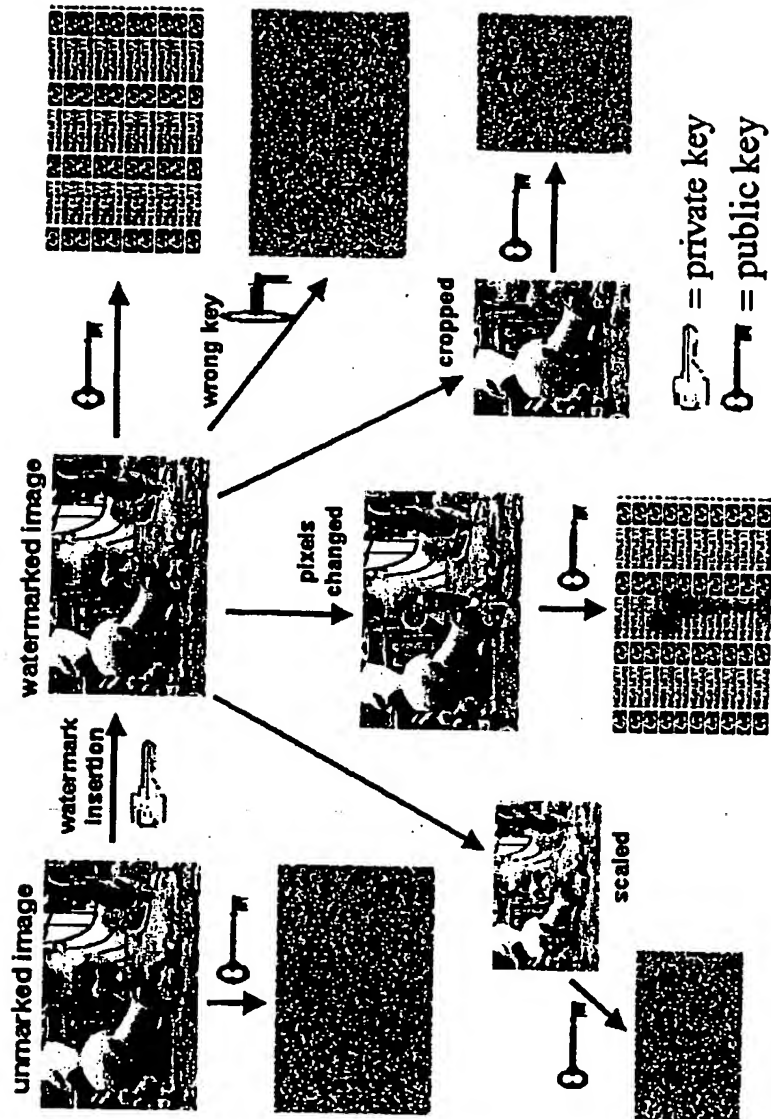 unmarked image
watermark
insertion
watermarked image
wrong key
pixels
changed
cropped
scaled
= private key
= public key